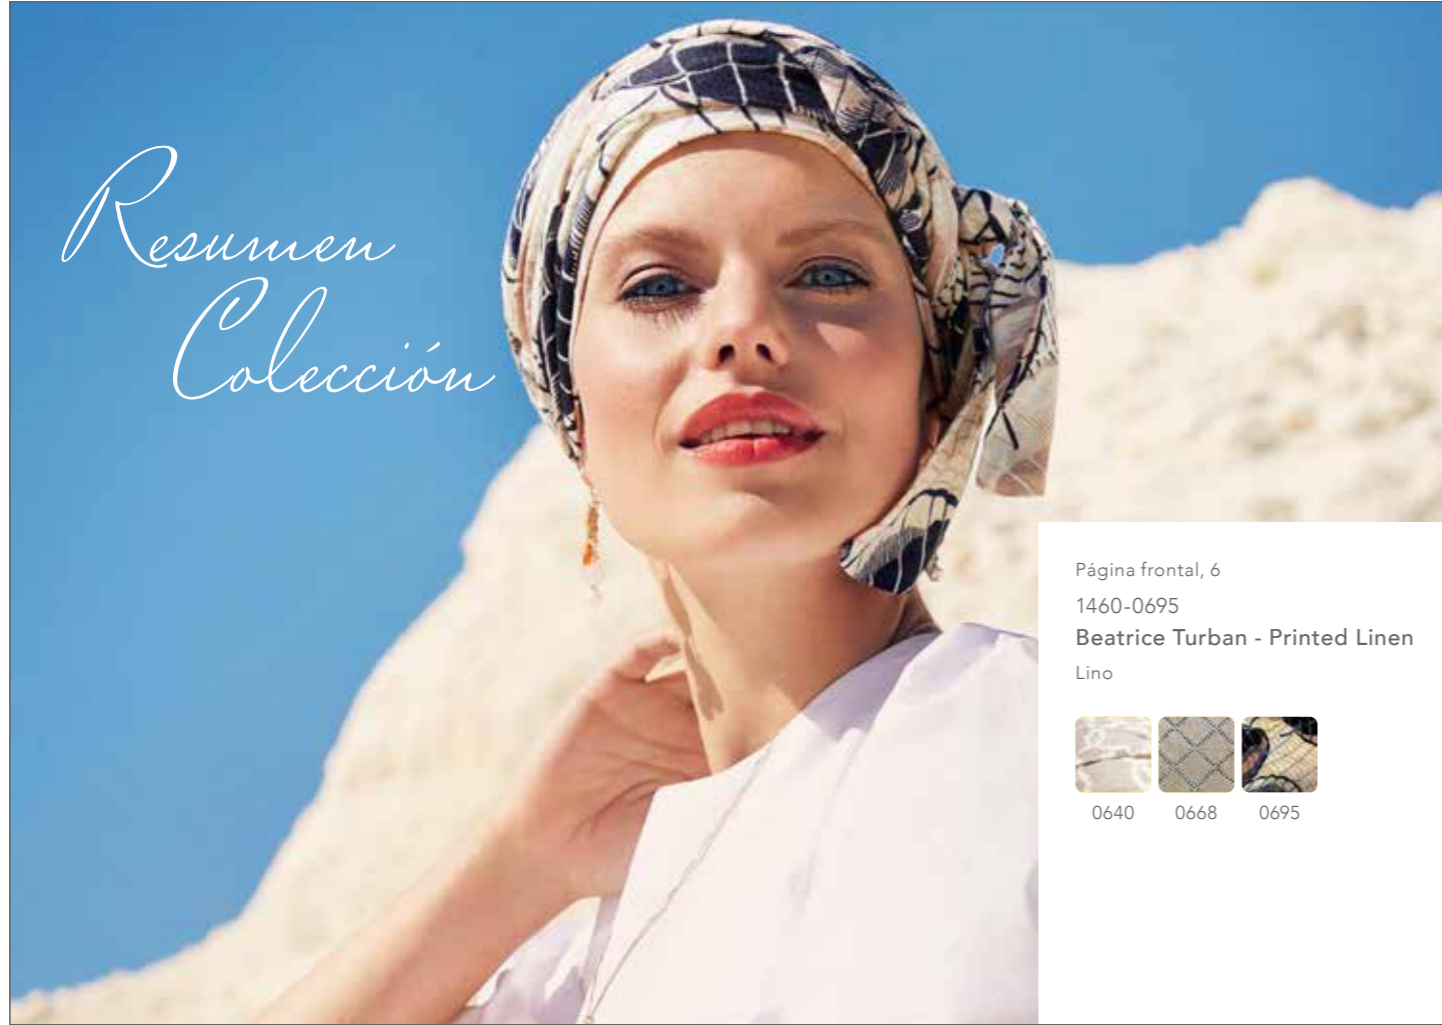 Resumen
Colección
Página frontal, 6
1460-0695
Beatrice Turban - Printed Linen
Lino
0640 0668 0695